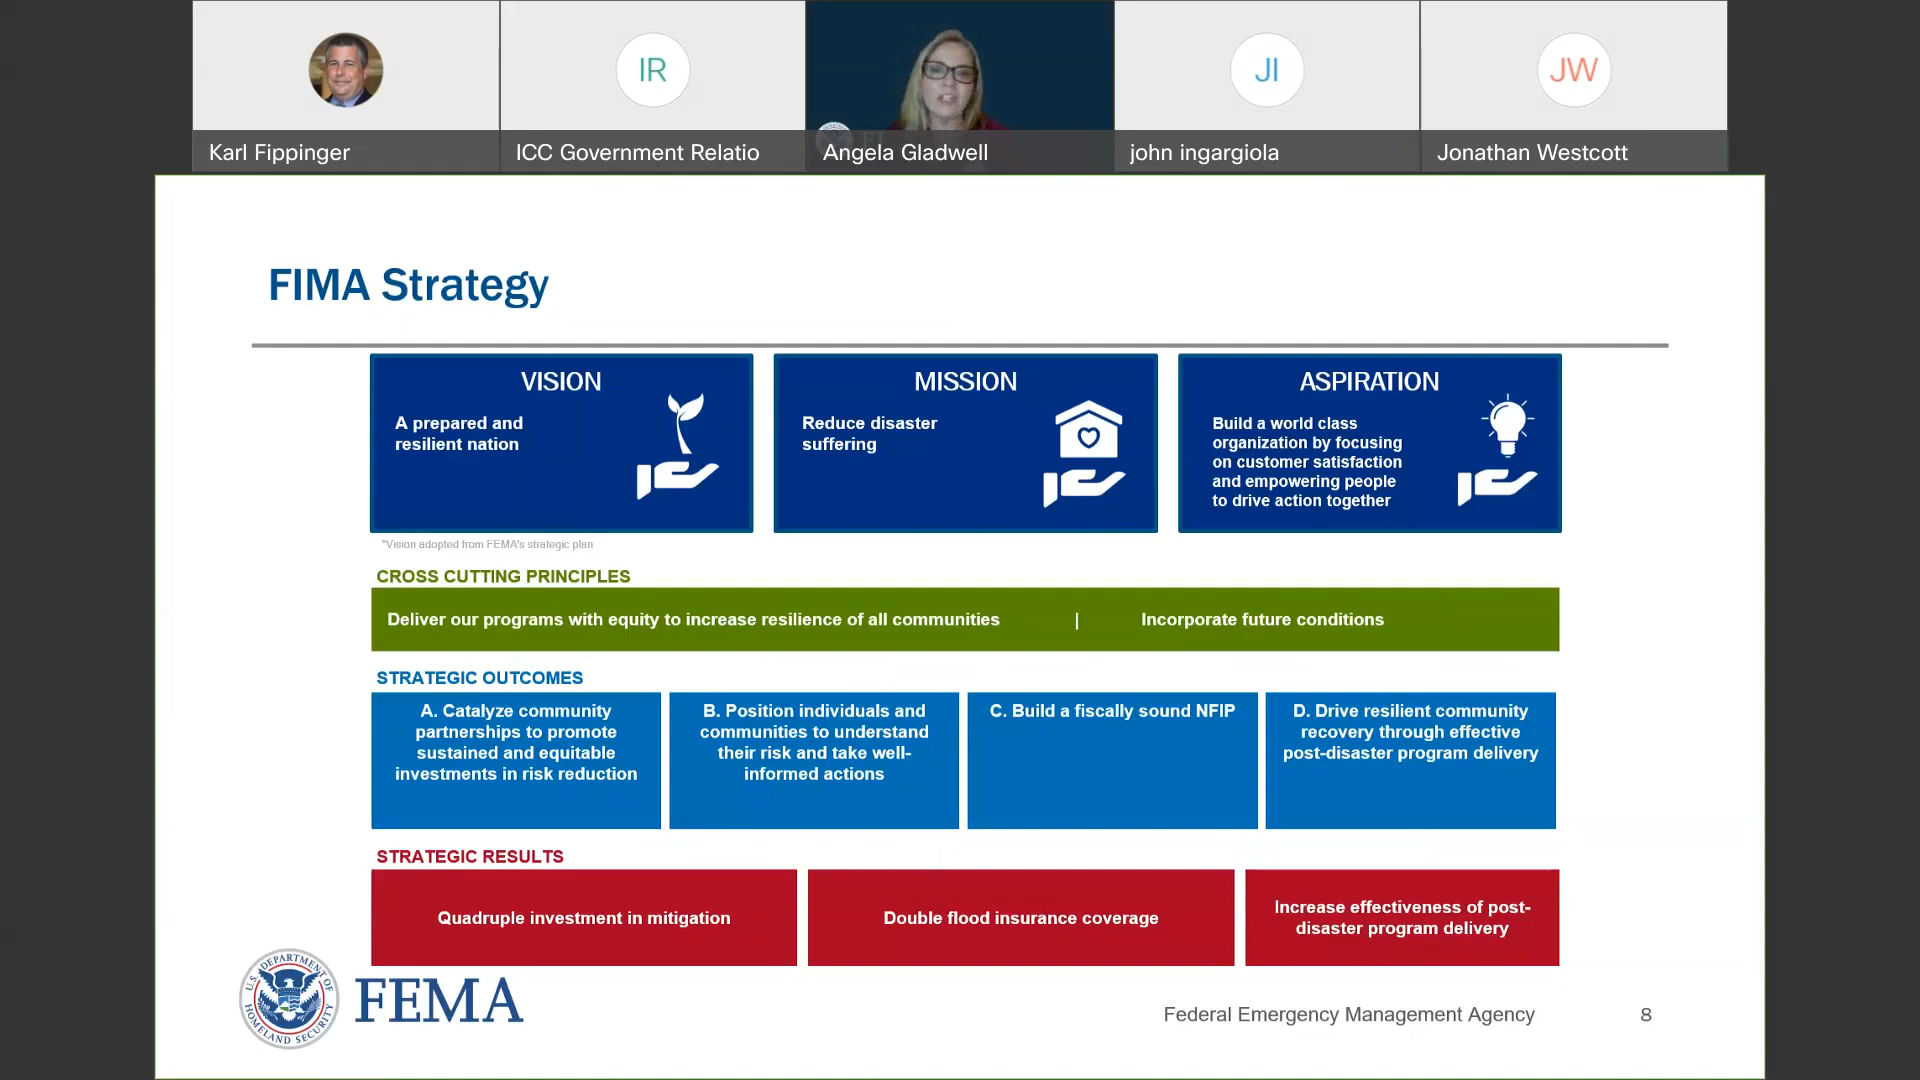 IR
JI
JW
Karl Fippinger
ICC Government Relatio
Angela Gladwell
john ingargiola
Jonathan Westcott
FIMA Strategy
VISION
A prepared and
resilient nation
MISSION
Reduce disaster
suffering
ASPIRATION
Build a world class
organization by focusing
on customer satisfaction
and empowering people
to drive action together
*Vision adopted from FEMA's strategic plan
CROSS CUTTING PRINCIPLES
Deliver our programs with equity to increase resilience of all communities | Incorporate future conditions
STRATEGIC OUTCOMES
A. Catalyze community
partnerships to promote
sustained and equitable
investments in risk reduction
B. Position individuals and
communities to understand
their risk and take well-
informed actions
C. Build a fiscally sound NFIP
D. Drive resilient community
recovery through effective
post-disaster program delivery
STRATEGIC RESULTS
Quadruple investment in mitigation
Double flood insurance coverage
Increase effectiveness of post-
disaster program delivery
U.S. DEPARTMENT OF
HOMELAND SECURITY
FEMA
Federal Emergency Management Agency
8